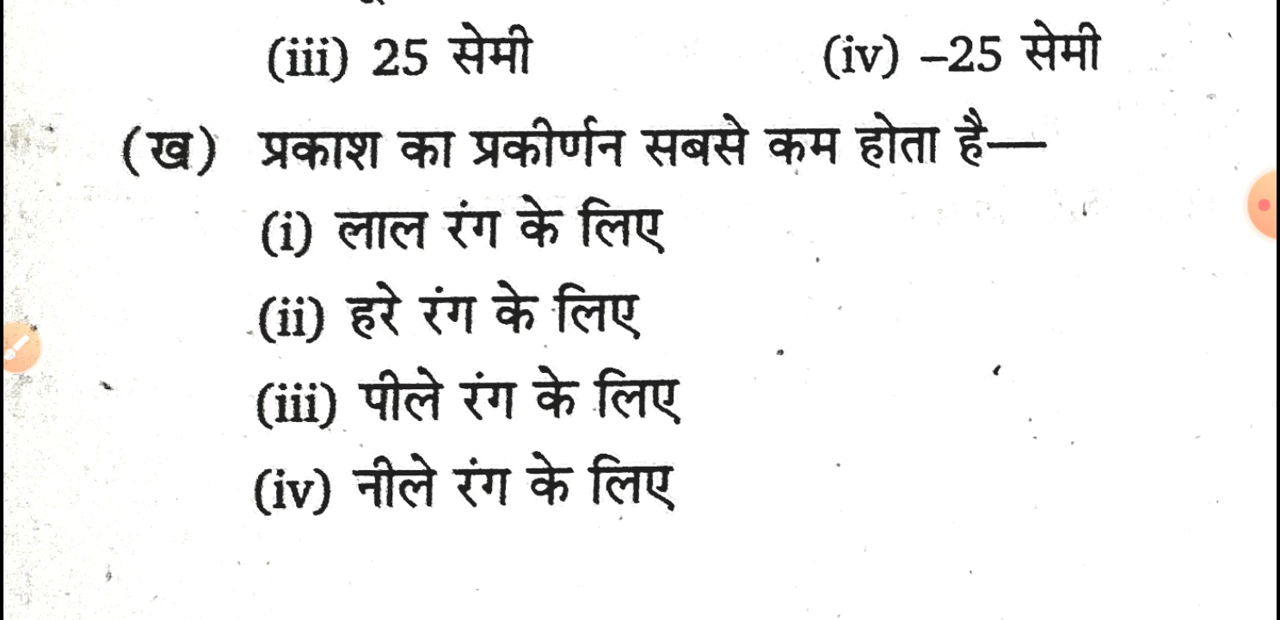 (iii) 25 सेमी (iv) –25 सेमी
(ख) प्रकाश का प्रकीर्णन सबसे कम होता है—
(i) लाल रंग के लिए
(ii) हरे रंग के लिए
(iii) पीले रंग के लिए
(iv) नीले रंग के लिए